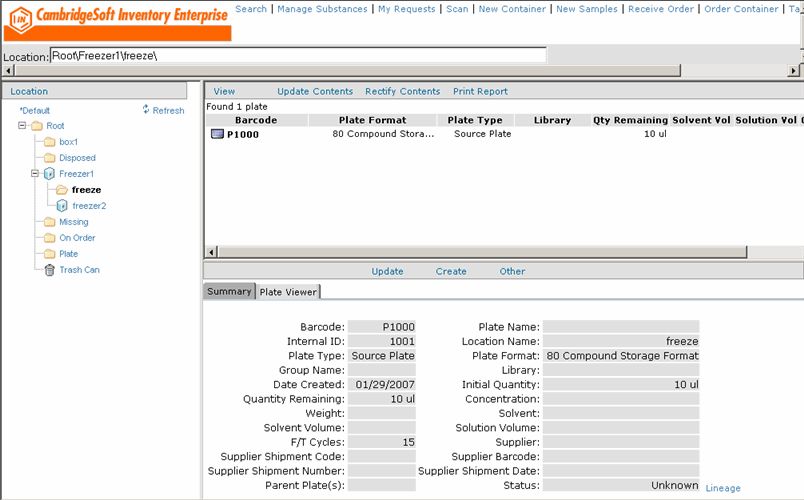 CambridgeSoft Inventory Enterprise
Search | Manage Substances | My Requests | Scan | New Container | New Samples | Receive Order | Order Container | Ta
Location: Root\Freezer1\freeze\
Location
*Default Refresh
Root
box1
Disposed
Freezer1
freeze
freezer2
Missing
On Order
Plate
Trash Can
View Update Contents Rectify Contents Print Report
Found 1 plate
Barcode Plate Format Plate Type Library Qty Remaining Solvent Vol Solution Vol
P1000 80 Compound Stora... Source Plate 10 ul
Update Create Other
Summary Plate Viewer
Barcode: P1000 Plate Name:
Internal ID: 1001 Location Name: freeze
Plate Type: Source Plate Plate Format: 80 Compound Storage Format
Group Name: Library:
Date Created: 01/29/2007 Initial Quantity: 10 ul
Quantity Remaining: 10 ul Concentration:
Weight: Solvent:
Solvent Volume: Solution Volume:
F/T Cycles: 15 Supplier:
Supplier Shipment Code: Supplier Barcode:
Supplier Shipment Number: Supplier Shipment Date:
Parent Plate(s): Status: Unknown Lineage